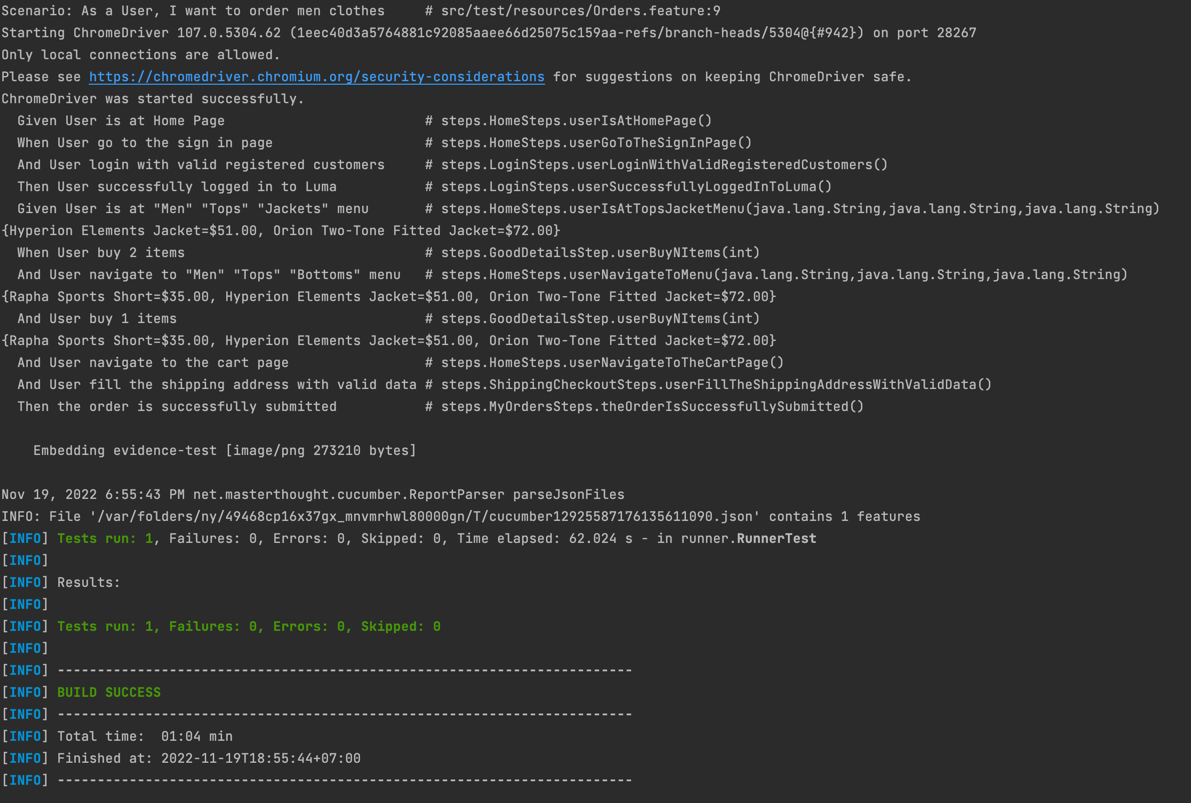 Scenario: As a User, I want to order men clothes     # src/test/resources/Orders.feature:9
Starting ChromeDriver 107.0.5304.62 (1eec40d3a5764881c92085aaee66d25075c159aa-refs/branch-heads/5304@{#942}) on port 28267
Only local connections are allowed.
Please see https://chromedriver.chromium.org/security-considerations for suggestions on keeping ChromeDriver safe.
ChromeDriver was started successfully.
  Given User is at Home Page                         # steps.HomeSteps.userIsAtHomePage()
  When User go to the sign in page                   # steps.HomeSteps.userGoToTheSignInPage()
  And User login with valid registered customers     # steps.LoginSteps.userLoginWithValidRegisteredCustomers()
  Then User successfully logged in to Luma           # steps.LoginSteps.userSuccessfullyLoggedInToLuma()
  Given User is at "Men" "Tops" "Jackets" menu       # steps.HomeSteps.userIsAtTopsJacketMenu(java.lang.String,java.lang.String,java.lang.String)
{Hyperion Elements Jacket=$51.00, Orion Two-Tone Fitted Jacket=$72.00}
  When User buy 2 items                              # steps.GoodDetailsStep.userBuyNItems(int)
  And User navigate to "Men" "Tops" "Bottoms" menu   # steps.HomeSteps.userNavigateToMenu(java.lang.String,java.lang.String,java.lang.String)
{Rapha Sports Short=$35.00, Hyperion Elements Jacket=$51.00, Orion Two-Tone Fitted Jacket=$72.00}
  And User buy 1 items                               # steps.GoodDetailsStep.userBuyNItems(int)
{Rapha Sports Short=$35.00, Hyperion Elements Jacket=$51.00, Orion Two-Tone Fitted Jacket=$72.00}
  And User navigate to the cart page                 # steps.HomeSteps.userNavigateToTheCartPage()
  And User fill the shipping address with valid data # steps.ShippingCheckoutSteps.userFillTheShippingAddressWithValidData()
  Then the order is successfully submitted           # steps.MyOrdersSteps.theOrderIsSuccessfullySubmitted()
    Embedding evidence-test [image/png 273210 bytes]
Nov 19, 2022 6:55:43 PM net.masterthought.cucumber.ReportParser parseJsonFiles
INFO: File '/var/folders/ny/49468cp16x37gx_mnvmrhwl80000gn/T/cucumber12925587176135611090.json' contains 1 features
[INFO] Tests run: 1, Failures: 0, Errors: 0, Skipped: 0, Time elapsed: 62.024 s - in runner.RunnerTest
[INFO]
[INFO] Results:
[INFO]
[INFO] Tests run: 1, Failures: 0, Errors: 0, Skipped: 0
[INFO]
[INFO] ------------------------------------------------------------------------
[INFO] BUILD SUCCESS
[INFO] ------------------------------------------------------------------------
[INFO] Total time:  01:04 min
[INFO] Finished at: 2022-11-19T18:55:44+07:00
[INFO] ------------------------------------------------------------------------